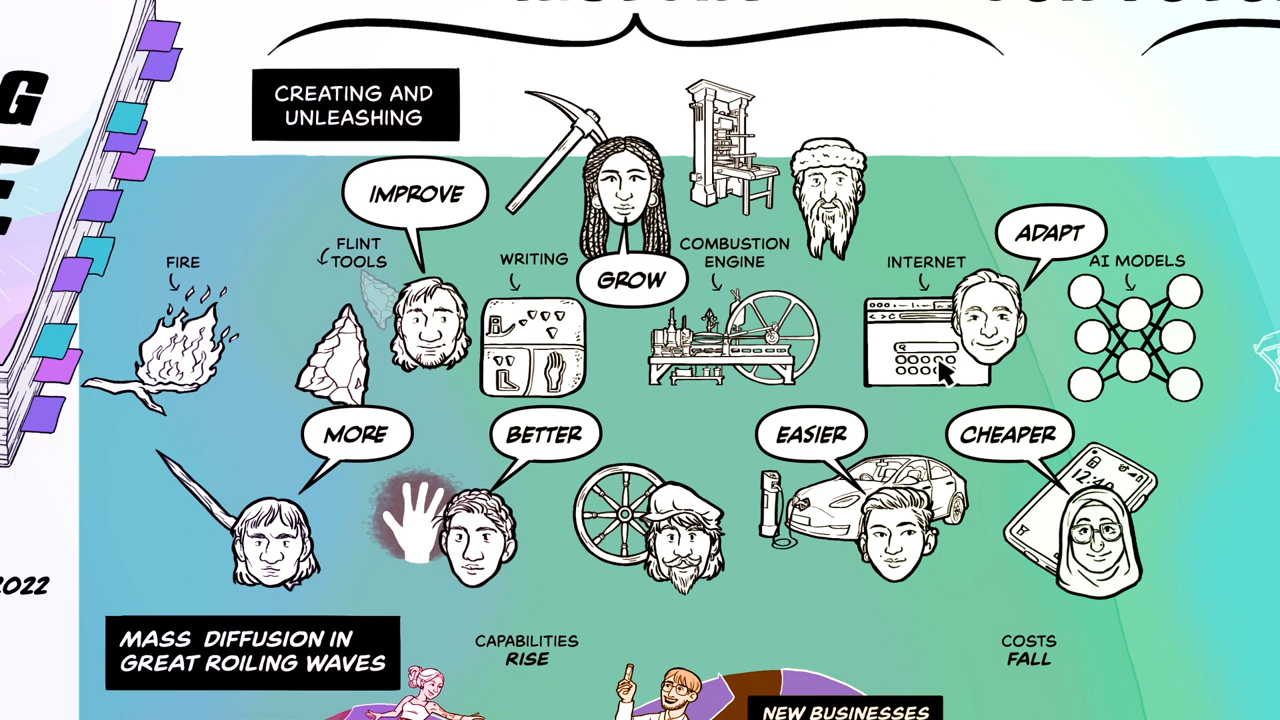 CREATING AND
UNLEASHING
IMPROVE
GROW
ADAPT
FIRE
FLINT
TOOLS
WRITING
COMBUSTION
ENGINE
INTERNET
AI MODELS
MORE
BETTER
EASIER
CHEAPER
12:40
2022
MASS DIFFUSION IN
GREAT ROILING WAVES
CAPABILITIES
RISE
COSTS
FALL
NEW BUSINESSES